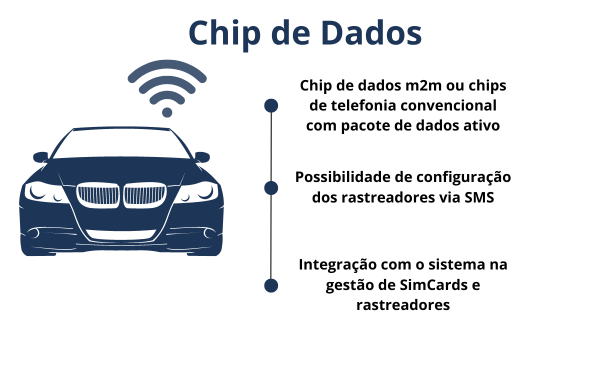 Chip de Dados
Chip de dados m2m ou chips
de telefonia convencional
com pacote de dados ativo
Possibilidade de configuração
dos rastreadores via SMS
Integração com o sistema na
gestão de SimCards e
rastreadores